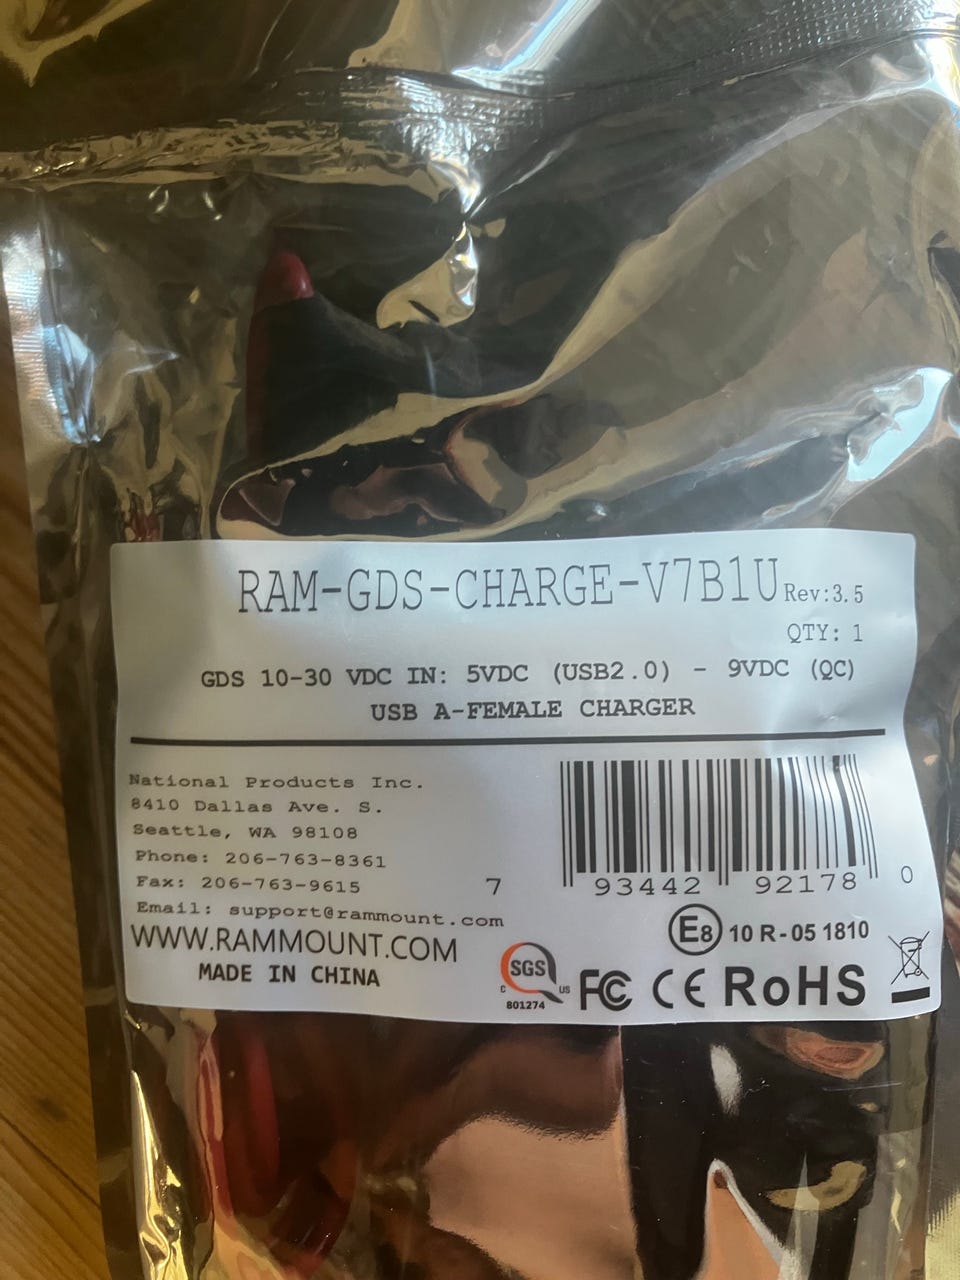 RAM-GDS-CHARGE-V7B1U Rev:3.5
QTY: 1
GDS 10-30 VDC IN: 5VDC (USB2.0) - 9VDC (QC)
USB A-FEMALE CHARGER
National Products Inc.
8410 Dallas Ave. S.
Seattle, WA 98108
Phone: 206-763-8361
Fax: 206-763-9615
Email: support@rammount.com
WWW.RAMMOUNT.COM
MADE IN CHINA
7 93442 92178 0
E8 10 R-05 1810
C SGS US
801274
FC CE RoHS